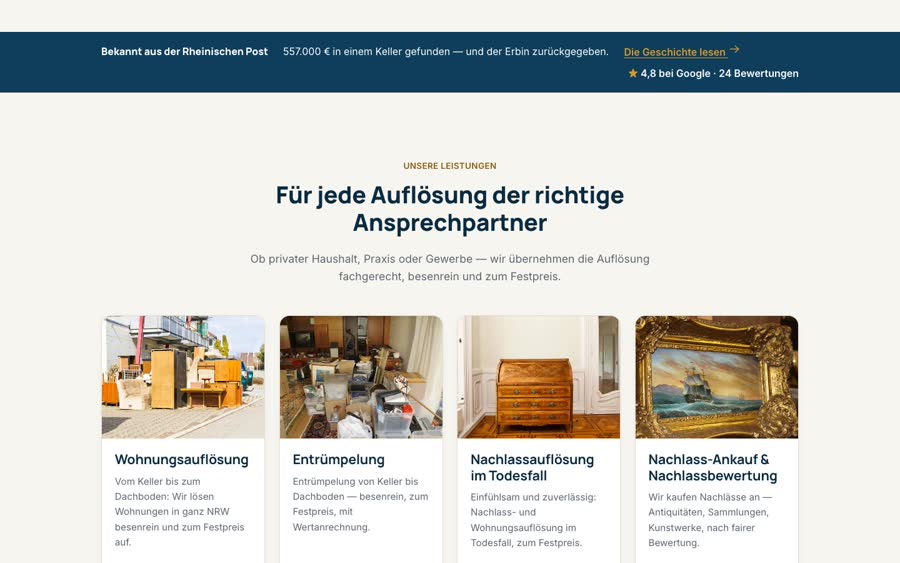 Bekannt aus der Rheinischen Post 557.000 € in einem Keller gefunden — und der Erbin zurückgegeben. Die Geschichte lesen →
★ 4,8 bei Google · 24 Bewertungen
UNSERE LEISTUNGEN
Für jede Auflösung der richtige
Ansprechpartner
Ob privater Haushalt, Praxis oder Gewerbe — wir übernehmen die Auflösung
fachgerecht, besenrein und zum Festpreis.
Wohnungsauflösung
Vom Keller bis zum
Dachboden: Wir lösen
Wohnungen in ganz NRW
besenrein und zum Festpreis
auf.
Entrümpelung
Entrümpelung von Keller bis
Dachboden — besenrein, zum
Festpreis, mit
Wertanrechnung.
Nachlassauflösung
im Todesfall
Einfühlsam und zuverlässig:
Nachlass- und
Wohnungsauflösung im
Todesfall, zum Festpreis.
Nachlass-Ankauf &
Nachlassbewertung
Wir kaufen Nachlässe an —
Antiquitäten, Sammlungen,
Kunstwerke, nach fairer
Bewertung.